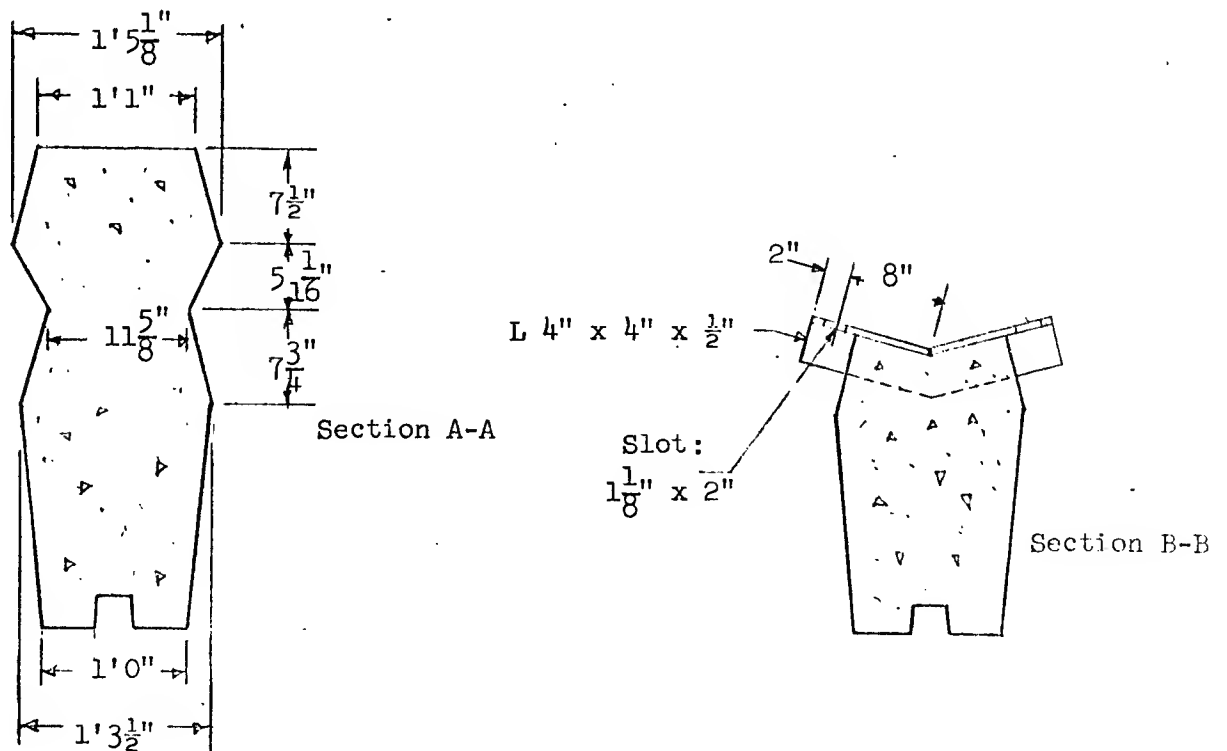 1'5 1/8"
1'1"
7 1/2"
5 1/16"
11 5/8"
7 3/4"
Section A-A
1'0"
1'3 1/2"
2"
8"
L 4" x 4" x 1/2"
Slot:
1 1/8" x 2"
Section B-B